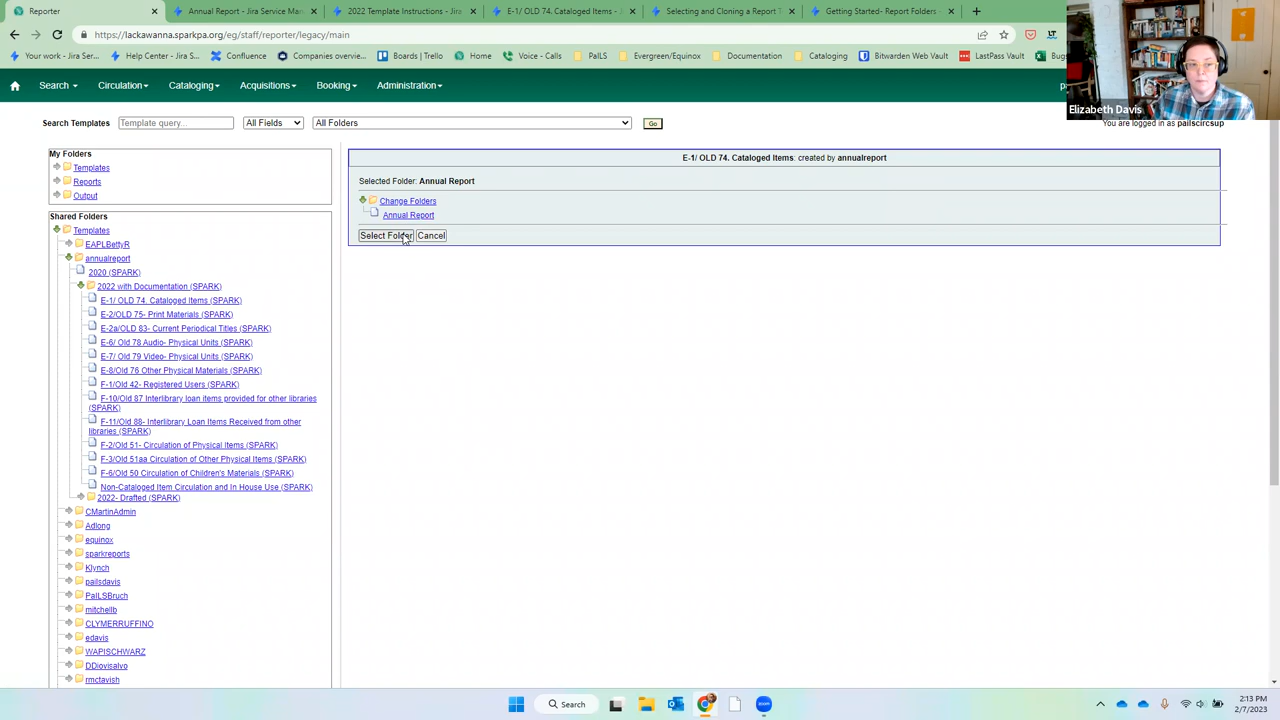 Report Java Service Ma
2022 Templates Training
E-1/ OLD 74. Cataloged Items - J
Selecting and Cloning a Report T
Getting Started- Report Folders -
https://lackawanna.sparkpa.org/eg/staff/reporter/legacy/main
Your work - Jira Ser...
Help Center - Jira S...
Confluence
Companies overvie...
Boards | Trello
Home
Voice - Calls
PaILS
Evergreen/Equinox
Documentation
Cataloging
Bitwarden Web Vault
LastPass Vault
Bugs
Search
Circulation
Cataloging
Acquisitions
Booking
Administration
pa
Elizabeth Davis
You are logged in as pailscircsup
Search Templates
Template query...
All Fields
All Folders
Go
My Folders
Templates
Reports
Output
Shared Folders
Templates
EAPLBettyR
annualreport
2020 (SPARK)
2022 with Documentation (SPARK)
E-1/ OLD 74. Cataloged Items (SPARK)
E-2/OLD 75- Print Materials (SPARK)
E-2a/OLD 83- Current Periodical Titles (SPARK)
E-6/ Old 78 Audio- Physical Units (SPARK)
E-7/ Old 79 Video- Physical Units (SPARK)
E-8/Old 76 Other Physical Materials (SPARK)
F-1/Old 42- Registered Users (SPARK)
F-10/Old 87 Interlibrary loan items provided for other libraries
(SPARK)
F-11/Old 88- Interlibrary Loan Items Received from other
libraries (SPARK)
F-2/Old 51- Circulation of Physical Items (SPARK)
F-3/Old 51aa Circulation of Other Physical Items (SPARK)
F-6/Old 50 Circulation of Children's Materials (SPARK)
Non-Cataloged Item Circulation and In House Use (SPARK)
2022- Drafted (SPARK)
CMartinAdmin
Adlong
equinox
sparkreports
Klynch
pailsdavis
PaILSBruch
mitchellb
CLYMERRUFFINO
edavis
WAPISCHWARZ
DDiovisalvo
rmctavish
E-1/ OLD 74. Cataloged Items: created by annualreport
Selected Folder: Annual Report
Change Folders
Annual Report
Select Folder
Cancel
Search
2:13 PM
2/7/2023